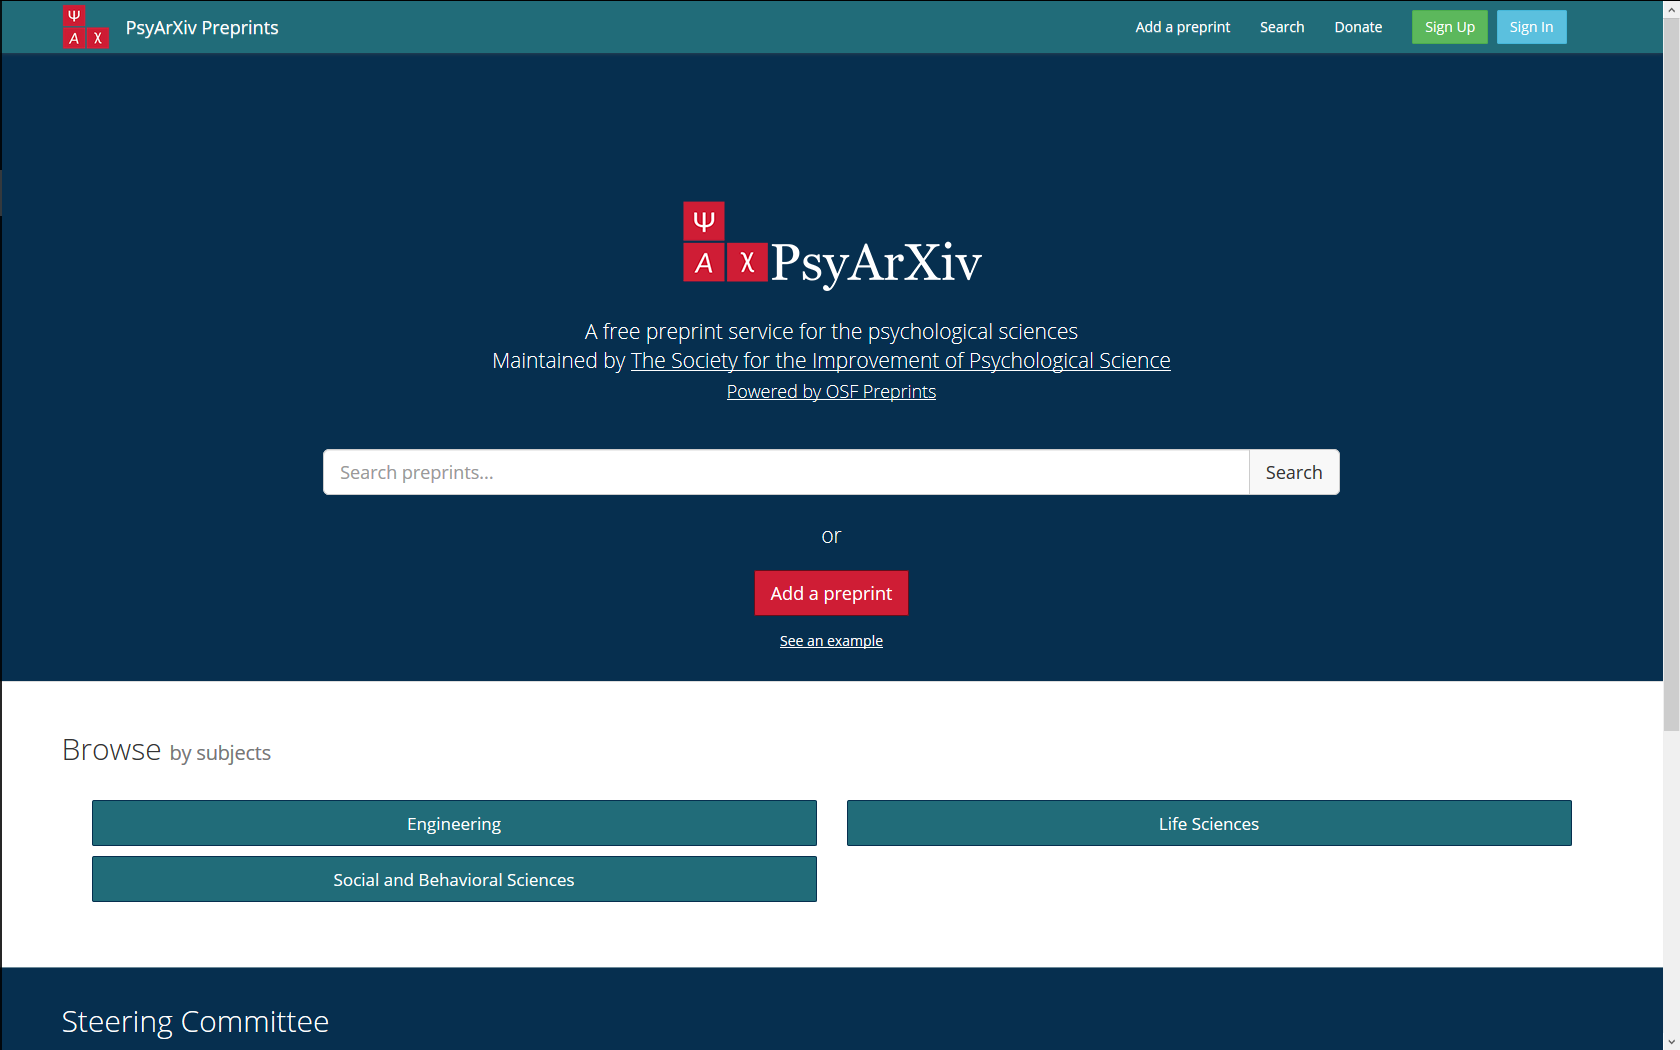 Ψ
A χ
PsyArXiv Preprints
Add a preprint
Search
Donate
Sign Up
Sign In
Ψ
A χ PsyArXiv
A free preprint service for the psychological sciences
Maintained by The Society for the Improvement of Psychological Science
Powered by OSF Preprints
Search preprints...
Search
or
Add a preprint
See an example
Browse by subjects
Engineering
Life Sciences
Social and Behavioral Sciences
Steering Committee